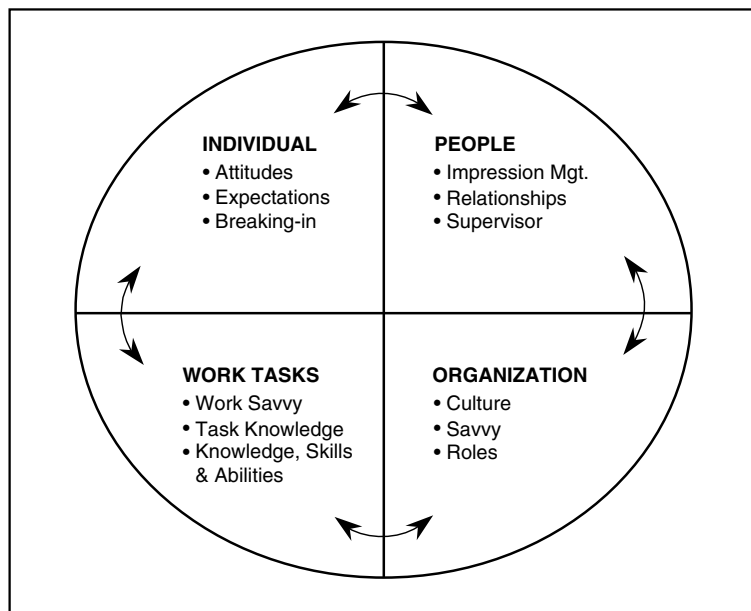 INDIVIDUAL
• Attitudes
• Expectations
• Breaking-in
PEOPLE
• Impression Mgt.
• Relationships
• Supervisor
WORK TASKS
• Work Savvy
• Task Knowledge
• Knowledge, Skills
& Abilities
ORGANIZATION
• Culture
• Savvy
• Roles